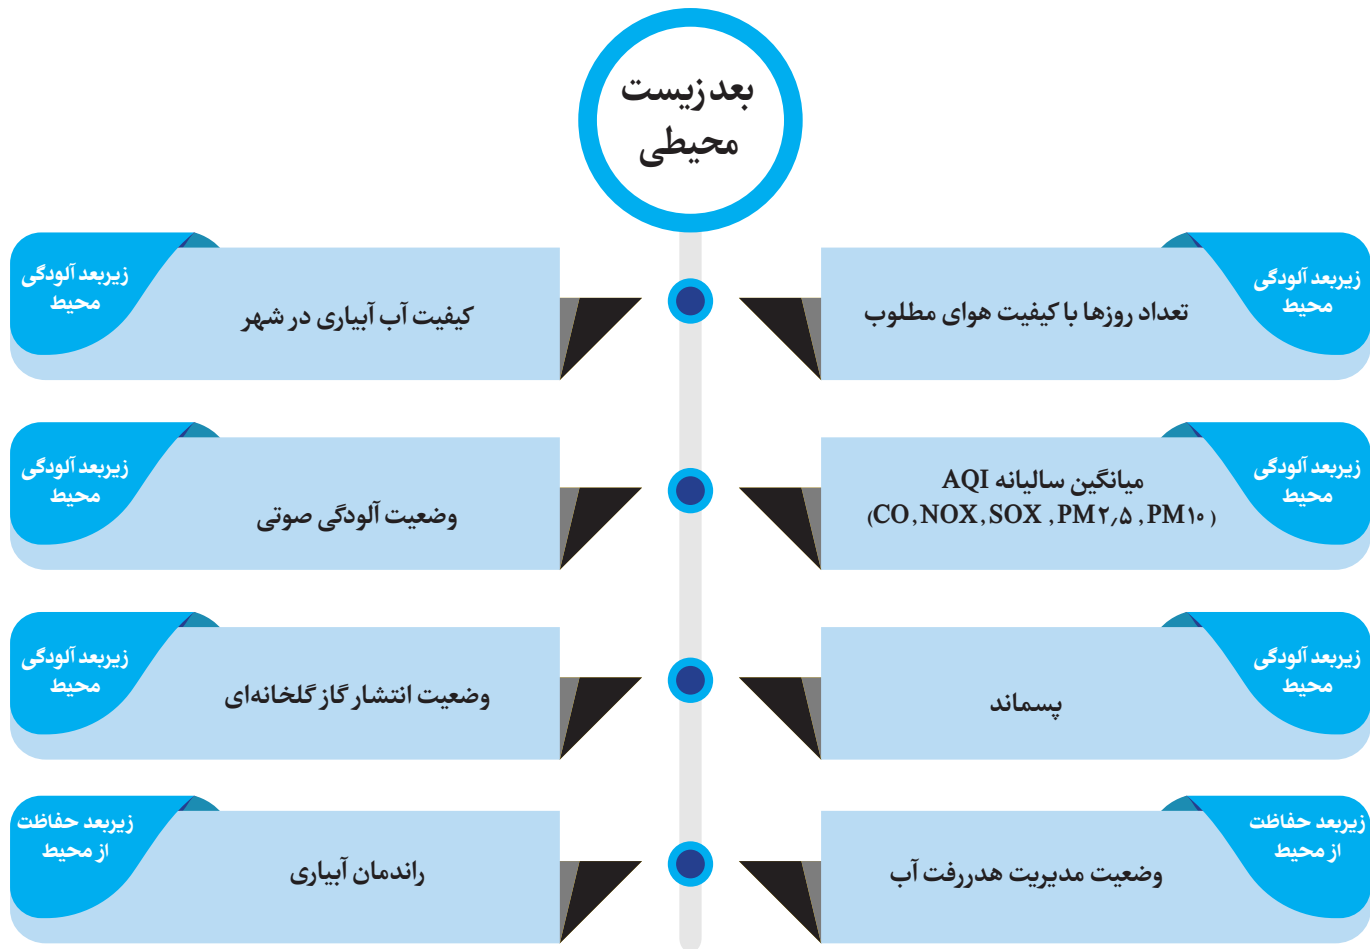 بعد زیست
محیطی
زیربعد آلودگی
محیط
تعداد روزها با کیفیت هوای مطلوب
زیربعد آلودگی
محیط
کیفیت آب آبیاری در شهر
زیربعد آلودگی
محیط
میانگین سالیانه AQI
(CO,NOX,SOX ,PM۲٫۵ ,PM۱۰ )
زیربعد آلودگی
محیط
وضعیت آلودگی صوتی
زیربعد آلودگی
محیط
پسماند
زیربعد آلودگی
محیط
وضعیت انتشار گاز گلخانه‌ای
زیربعد حفاظت
از محیط
وضعیت مدیریت هدررفت آب
زیربعد حفاظت
از محیط
راندمان آبیاری